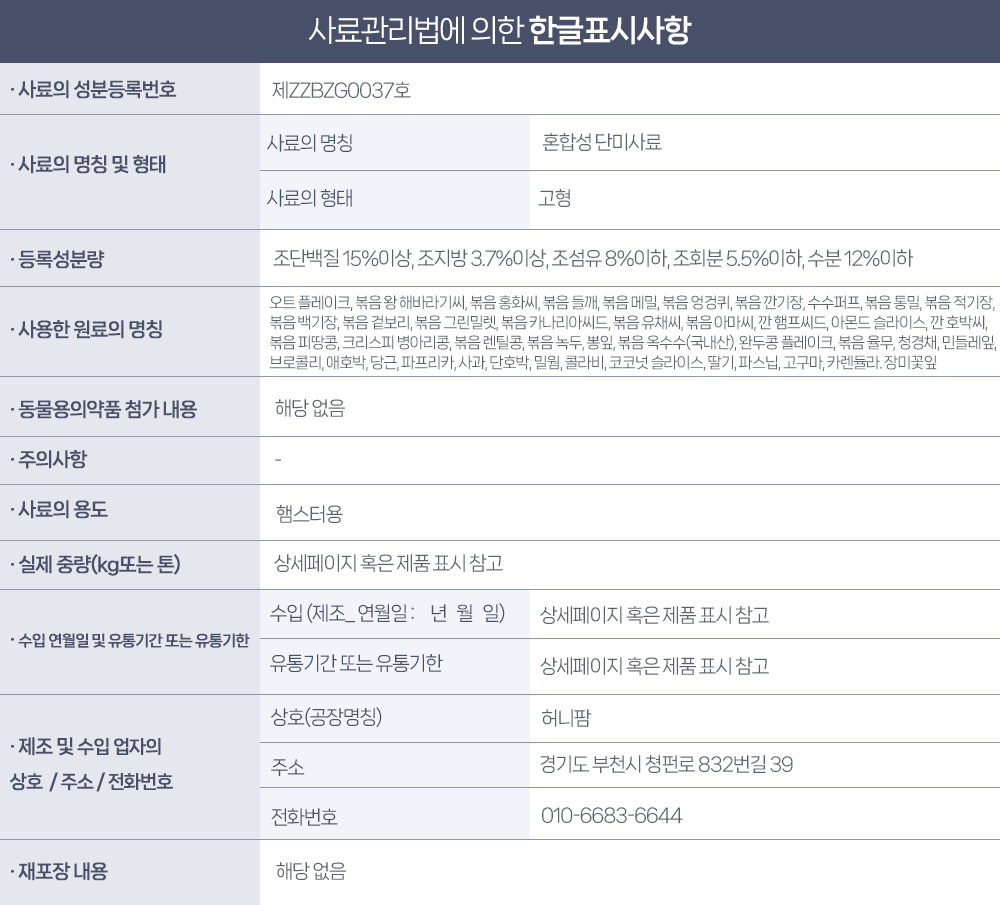 사료관리법에 의한 한글표시사항
· 사료의 성분등록번호
제ZZBZG0037호
· 사료의 명칭 및 형태
사료의 명칭
혼합성 단미사료
사료의 형태
고형
· 등록성분량
조단백질 15%이상, 조지방 3.7%이상, 조섬유 8%이하, 조회분 5.5%이하, 수분 12%이하
· 사용한 원료의 명칭
오트 플레이크, 볶음 왕 해바라기씨, 볶음 홍화씨, 볶음 들깨, 볶음 메밀, 볶음 엉겅퀴, 볶음 깐기장, 수수퍼프, 볶음 통밀, 볶음 적기장,
볶음 백기장, 볶음 겉보리, 볶음 그린밀렛, 볶음 카나리아씨드, 볶음 유채씨, 볶음 아마씨, 깐 햄프씨드, 아몬드 슬라이스, 깐 호박씨,
볶음 피땅콩, 크리스피 병아리콩, 볶음 렌틸콩, 볶음 녹두, 뽕잎, 볶음 옥수수(국내산), 완두콩 플레이크, 볶음 율무, 청경채, 민들레잎,
브로콜리, 애호박, 당근, 파프리카, 사과, 단호박, 밀웜, 콜라비, 코코넛 슬라이스, 딸기, 파스닙, 고구마, 카렌듈라. 장미꽃잎
· 동물용의약품 첨가 내용
해당 없음
· 주의사항
-
· 사료의 용도
햄스터용
· 실제 중량(kg또는 톤)
상세페이지 혹은 제품 표시 참고
· 수입 연월일 및 유통기간 또는 유통기한
수입 (제조_ 연월일 : 년 월 일)
상세페이지 혹은 제품 표시 참고
유통기간 또는 유통기한
상세페이지 혹은 제품 표시 참고
· 제조 및 수입 업자의
상호 / 주소 / 전화번호
상호(공장명칭)
허니팜
주소
경기도 부천시 청펀로 832번길 39
전화번호
010-6683-6644
· 재포장 내용
해당 없음